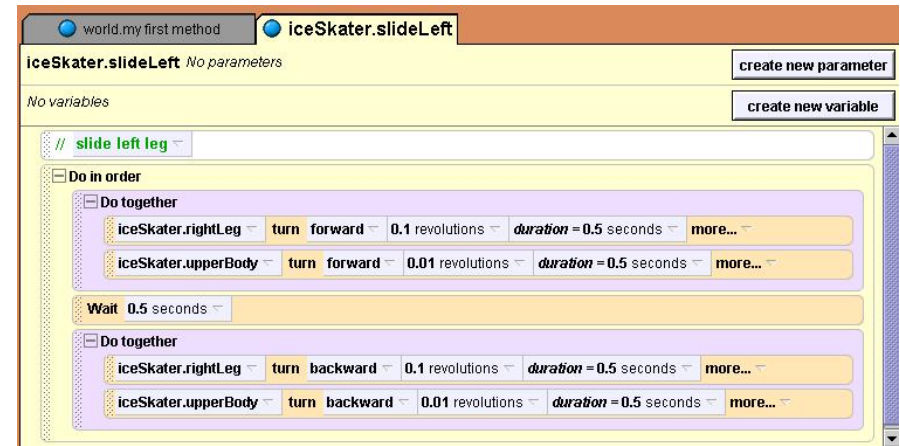 world.my first method iceSkater.slideLeft
iceSkater.slideLeft No parameters create new parameter
No variables create new variable
// slide left leg
Do in order
Do together
iceSkater.rightLeg turn forward 0.1 revolutions duration = 0.5 seconds more...
iceSkater.upperBody turn forward 0.01 revolutions duration = 0.5 seconds more...
Wait 0.5 seconds
Do together
iceSkater.rightLeg turn backward 0.1 revolutions duration = 0.5 seconds more...
iceSkater.upperBody turn backward 0.01 revolutions duration = 0.5 seconds more...